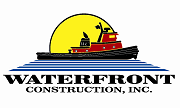 WATERFRONT
CONSTRUCTION, INC.